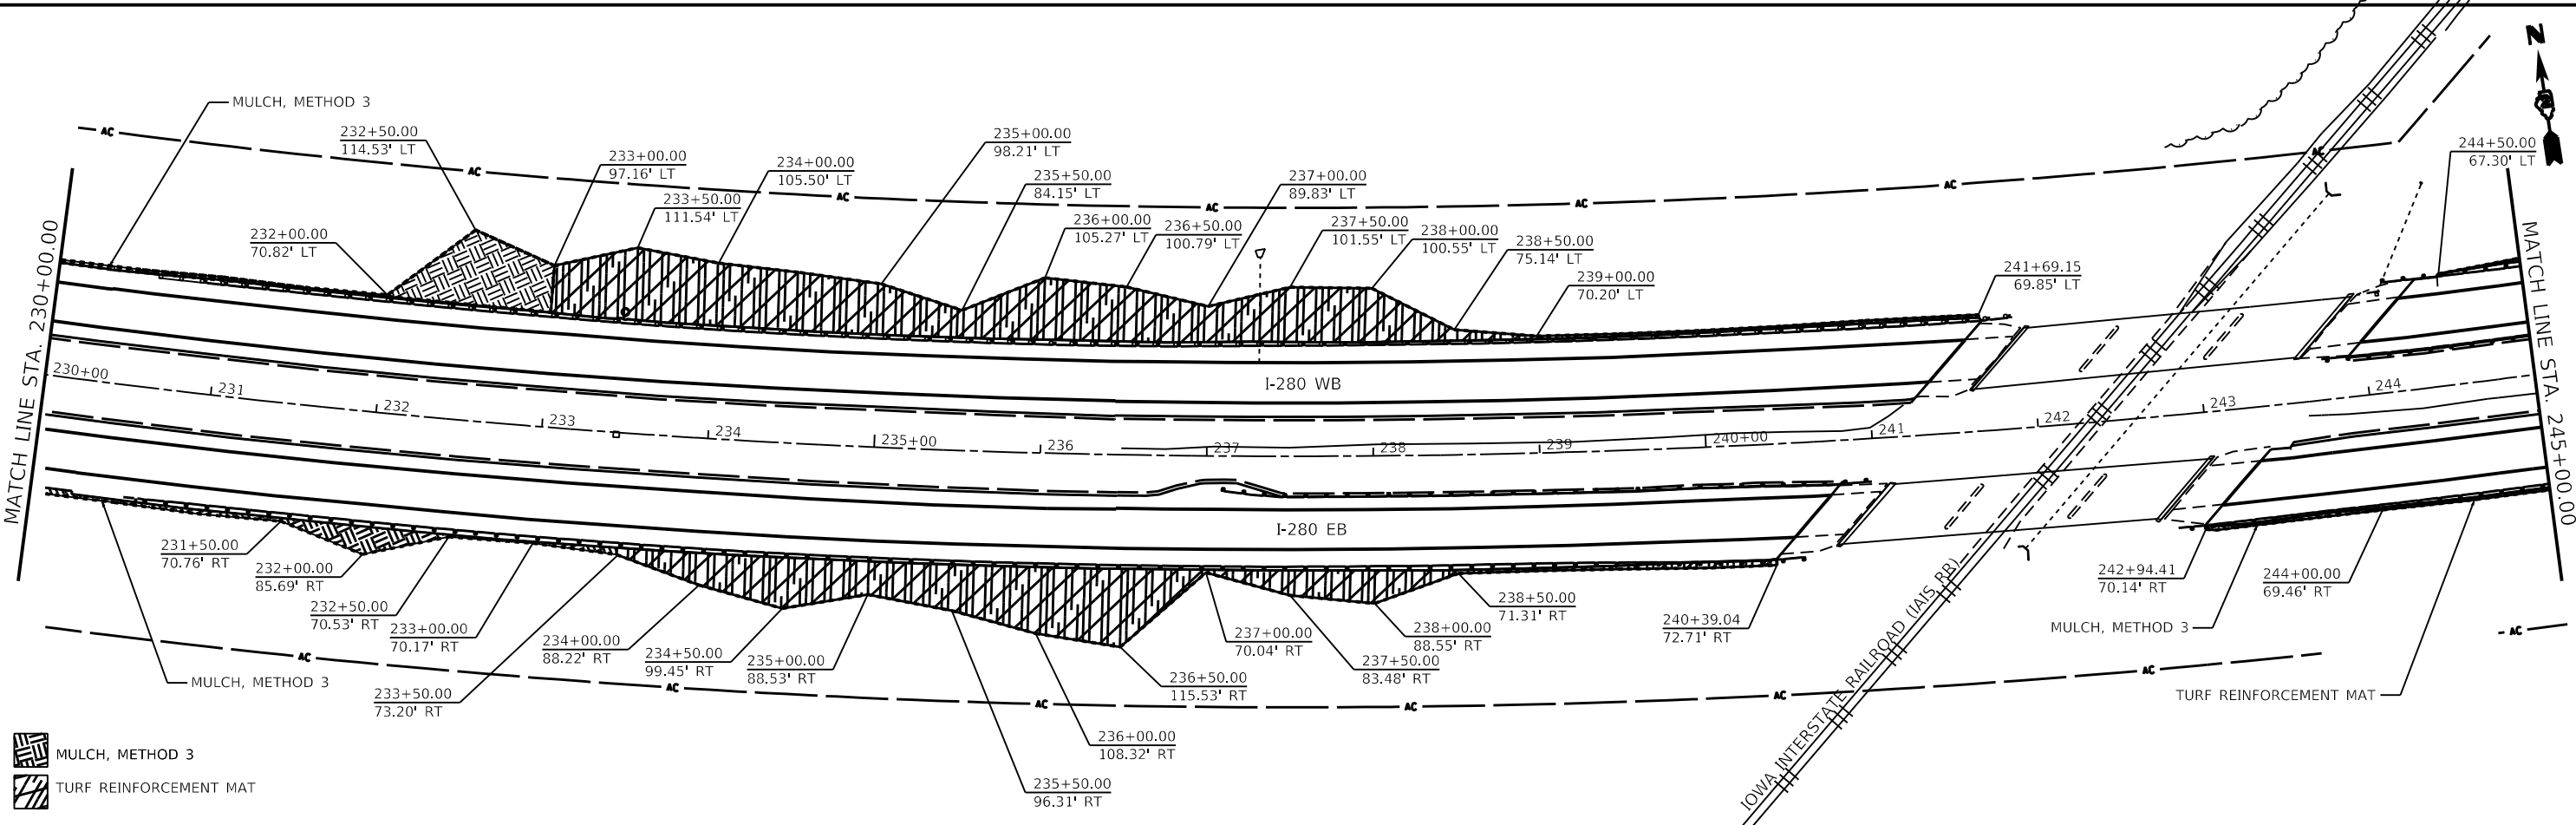 N
MULCH, METHOD 3
AC
232+50.00
114.53' LT
233+00.00
97.16' LT
234+00.00
105.50' LT
235+00.00
98.21' LT
235+50.00
84.15' LT
237+00.00
89.83' LT
AC
AC
AC
AC
AC
AC
244+50.00
67.30' LT
232+00.00
70.82' LT
233+50.00
111.54' LT
236+00.00
105.27' LT
236+50.00
100.79' LT
237+50.00
101.55' LT
238+00.00
100.55' LT
238+50.00
75.14' LT
239+00.00
70.20' LT
241+69.15
69.85' LT
MATCH LINE STA. 230+00.00
MATCH LINE STA. 245+00.00
I-280 WB
230+00
231
232
233
234
235+00
236
237
238
239
240+00
241
242
243
244
I-280 EB
231+50.00
70.76' RT
232+00.00
85.69' RT
232+50.00
70.53' RT
233+00.00
70.17' RT
233+50.00
73.20' RT
234+00.00
88.22' RT
234+50.00
99.45' RT
235+00.00
88.53' RT
235+50.00
96.31' RT
236+00.00
108.32' RT
236+50.00
115.53' RT
237+00.00
70.04' RT
237+50.00
83.48' RT
238+00.00
88.55' RT
238+50.00
71.31' RT
240+39.04
72.71' RT
242+94.41
70.14' RT
244+00.00
69.46' RT
MULCH, METHOD 3
MULCH, METHOD 3
TURF REINFORCEMENT MAT
IOWA INTERSTATE RAILROAD (IAIS RR)
AC
AC
AC
AC
AC
AC
AC
MULCH, METHOD 3
TURF REINFORCEMENT MAT